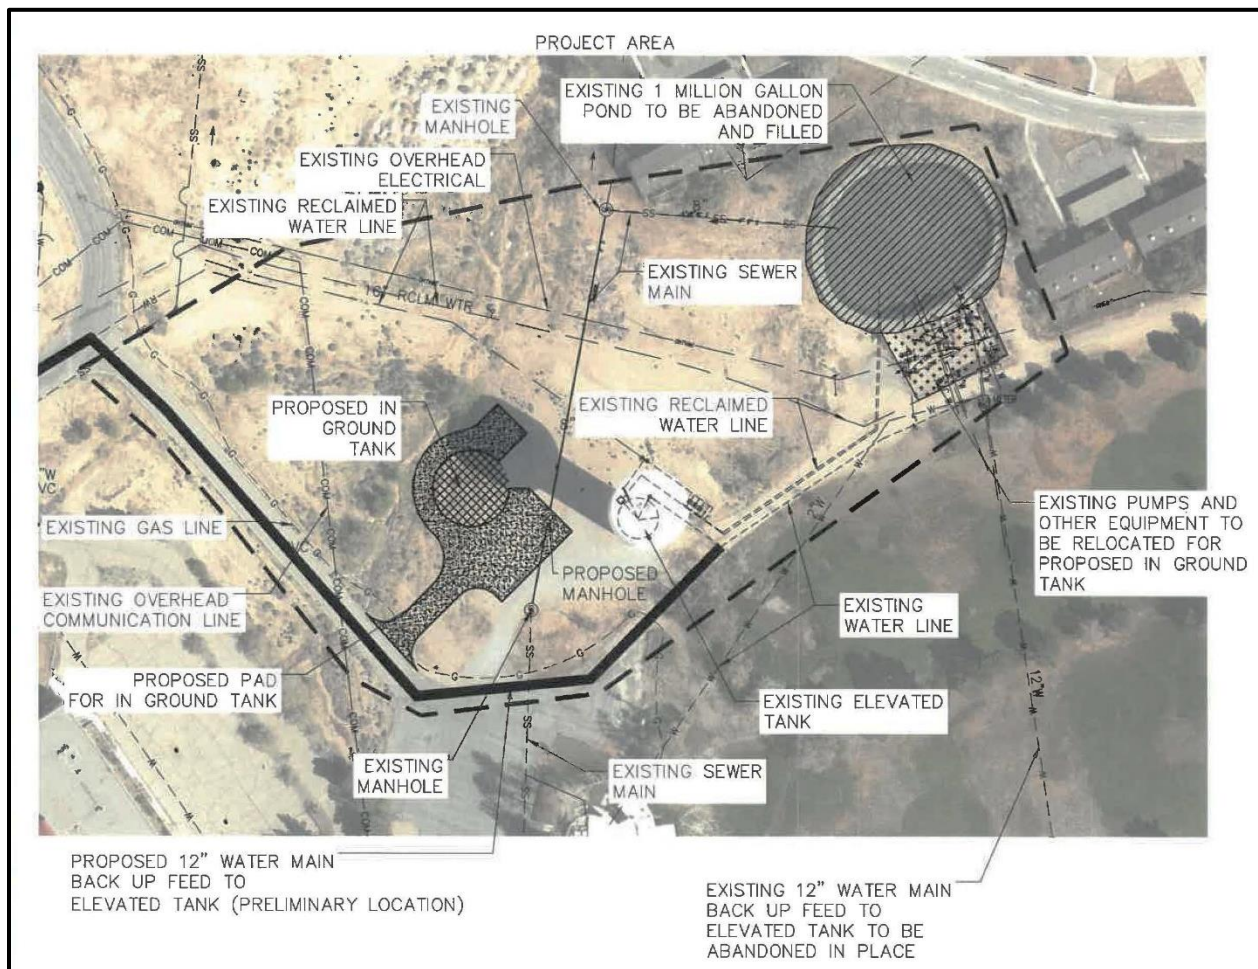 PROJECT AREA
EXISTING
MANHOLE
EXISTING 1 MILLION GALLON
POND TO BE ABANDONED
AND FILLED
EXISTING OVERHEAD
ELECTRICAL
EXISTING RECLAIMED
WATER LINE
EXISTING SEWER
MAIN
16" RCLM WTR
PROPOSED IN
GROUND
TANK
EXISTING RECLAIMED
WATER LINE
EXISTING GAS LINE
EXISTING PUMPS AND
OTHER EQUIPMENT TO
BE RELOCATED FOR
PROPOSED IN GROUND
TANK
PROPOSED
MANHOLE
EXISTING OVERHEAD
COMMUNICATION LINE
EXISTING
WATER LINE
PROPOSED PAD
FOR IN GROUND TANK
12"W
EXISTING ELEVATED
TANK
EXISTING
MANHOLE
EXISTING SEWER
MAIN
PROPOSED 12" WATER MAIN
BACK UP FEED TO
ELEVATED TANK (PRELIMINARY LOCATION)
EXISTING 12" WATER MAIN
BACK UP FEED TO
ELEVATED TANK TO BE
ABANDONED IN PLACE